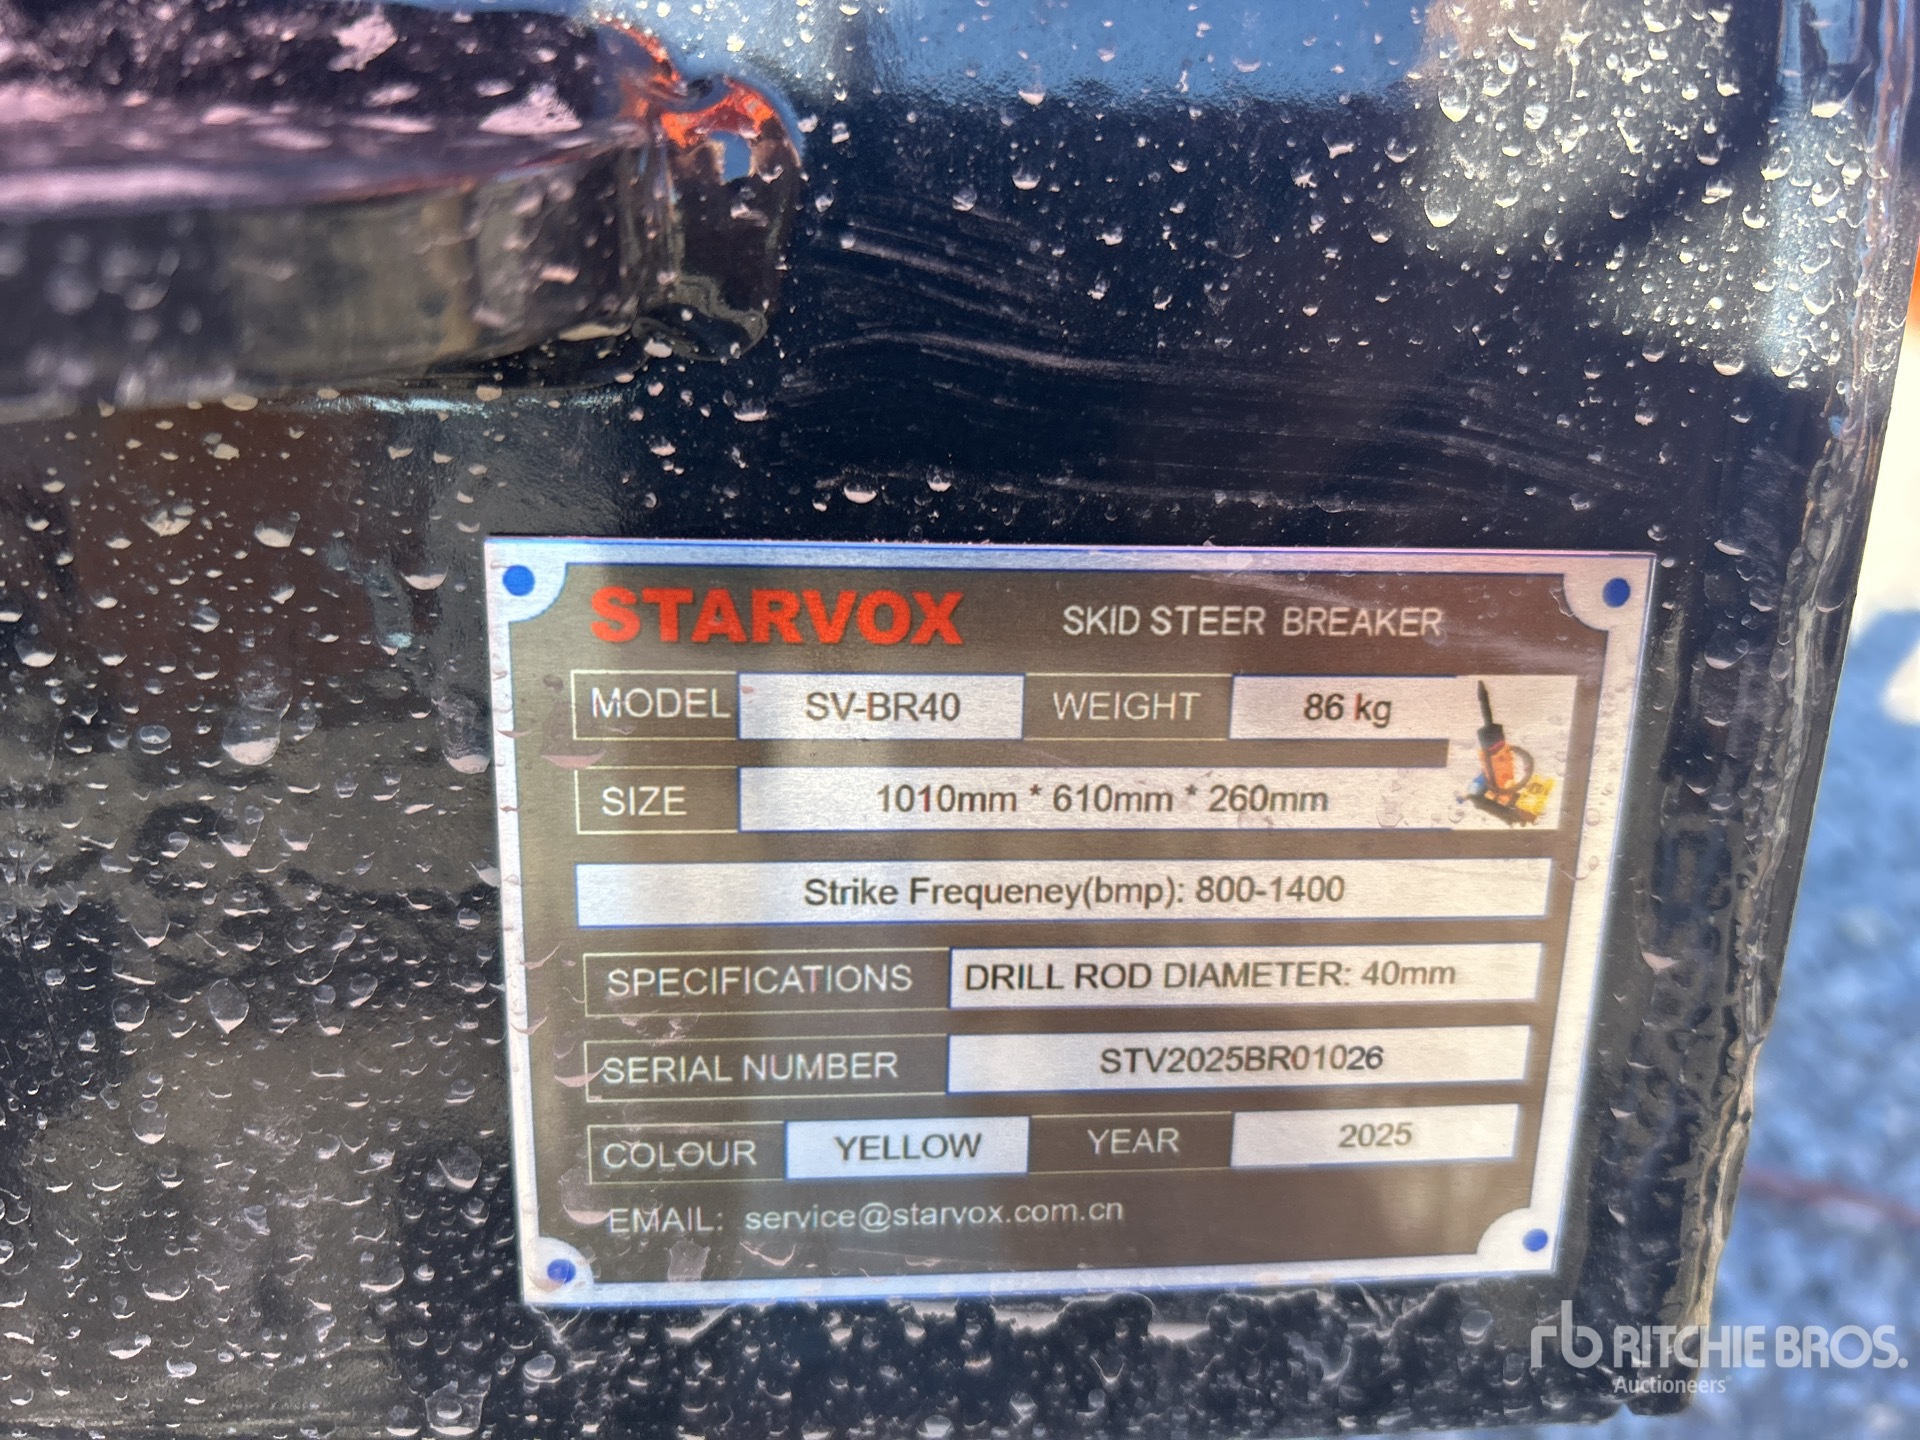 STARVOX SKID STEER BREAKER
MODEL SV-BR40 WEIGHT 86 kg
SIZE 1010mm * 610mm * 260mm
Strike Frequeney(bmp): 800-1400
SPECIFICATIONS DRILL ROD DIAMETER: 40mm
SERIAL NUMBER STV2025BR01026
COLOUR YELLOW YEAR 2025
EMAIL: service@starvox.com.cn
rb RITCHIE BROS.
Auctioneers